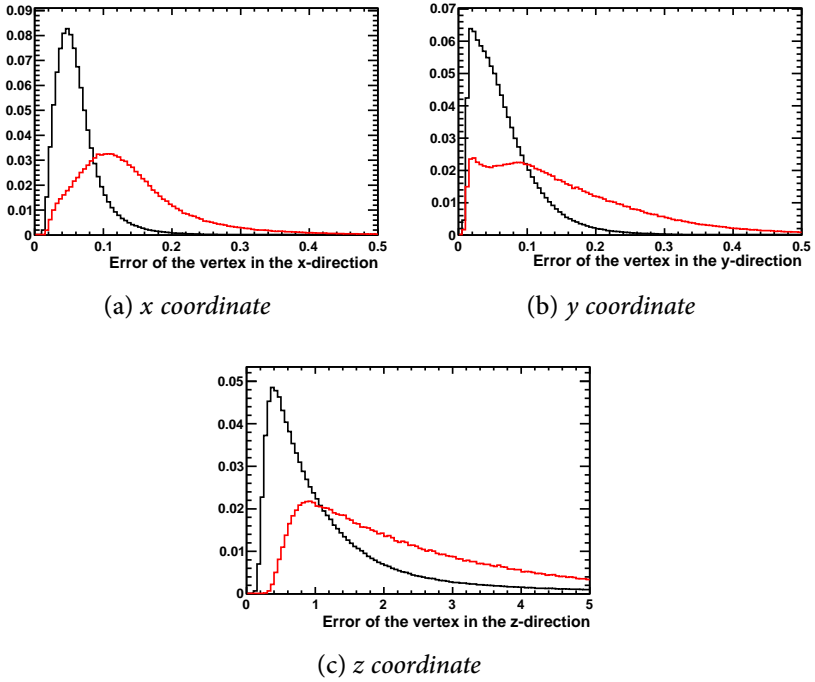 0.09
0.08
0.07
0.06
0.05
0.04
0.03
0.02
0.01
0
0 0.1 0.2 0.3 0.4 0.5
Error of the vertex in the x-direction
(a) x coordinate
0.07
0.06
0.05
0.04
0.03
0.02
0.01
0
0 0.1 0.2 0.3 0.4 0.5
Error of the vertex in the y-direction
(b) y coordinate
0.05
0.04
0.03
0.02
0.01
0
0 1 2 3 4 5
Error of the vertex in the z-direction
(c) z coordinate